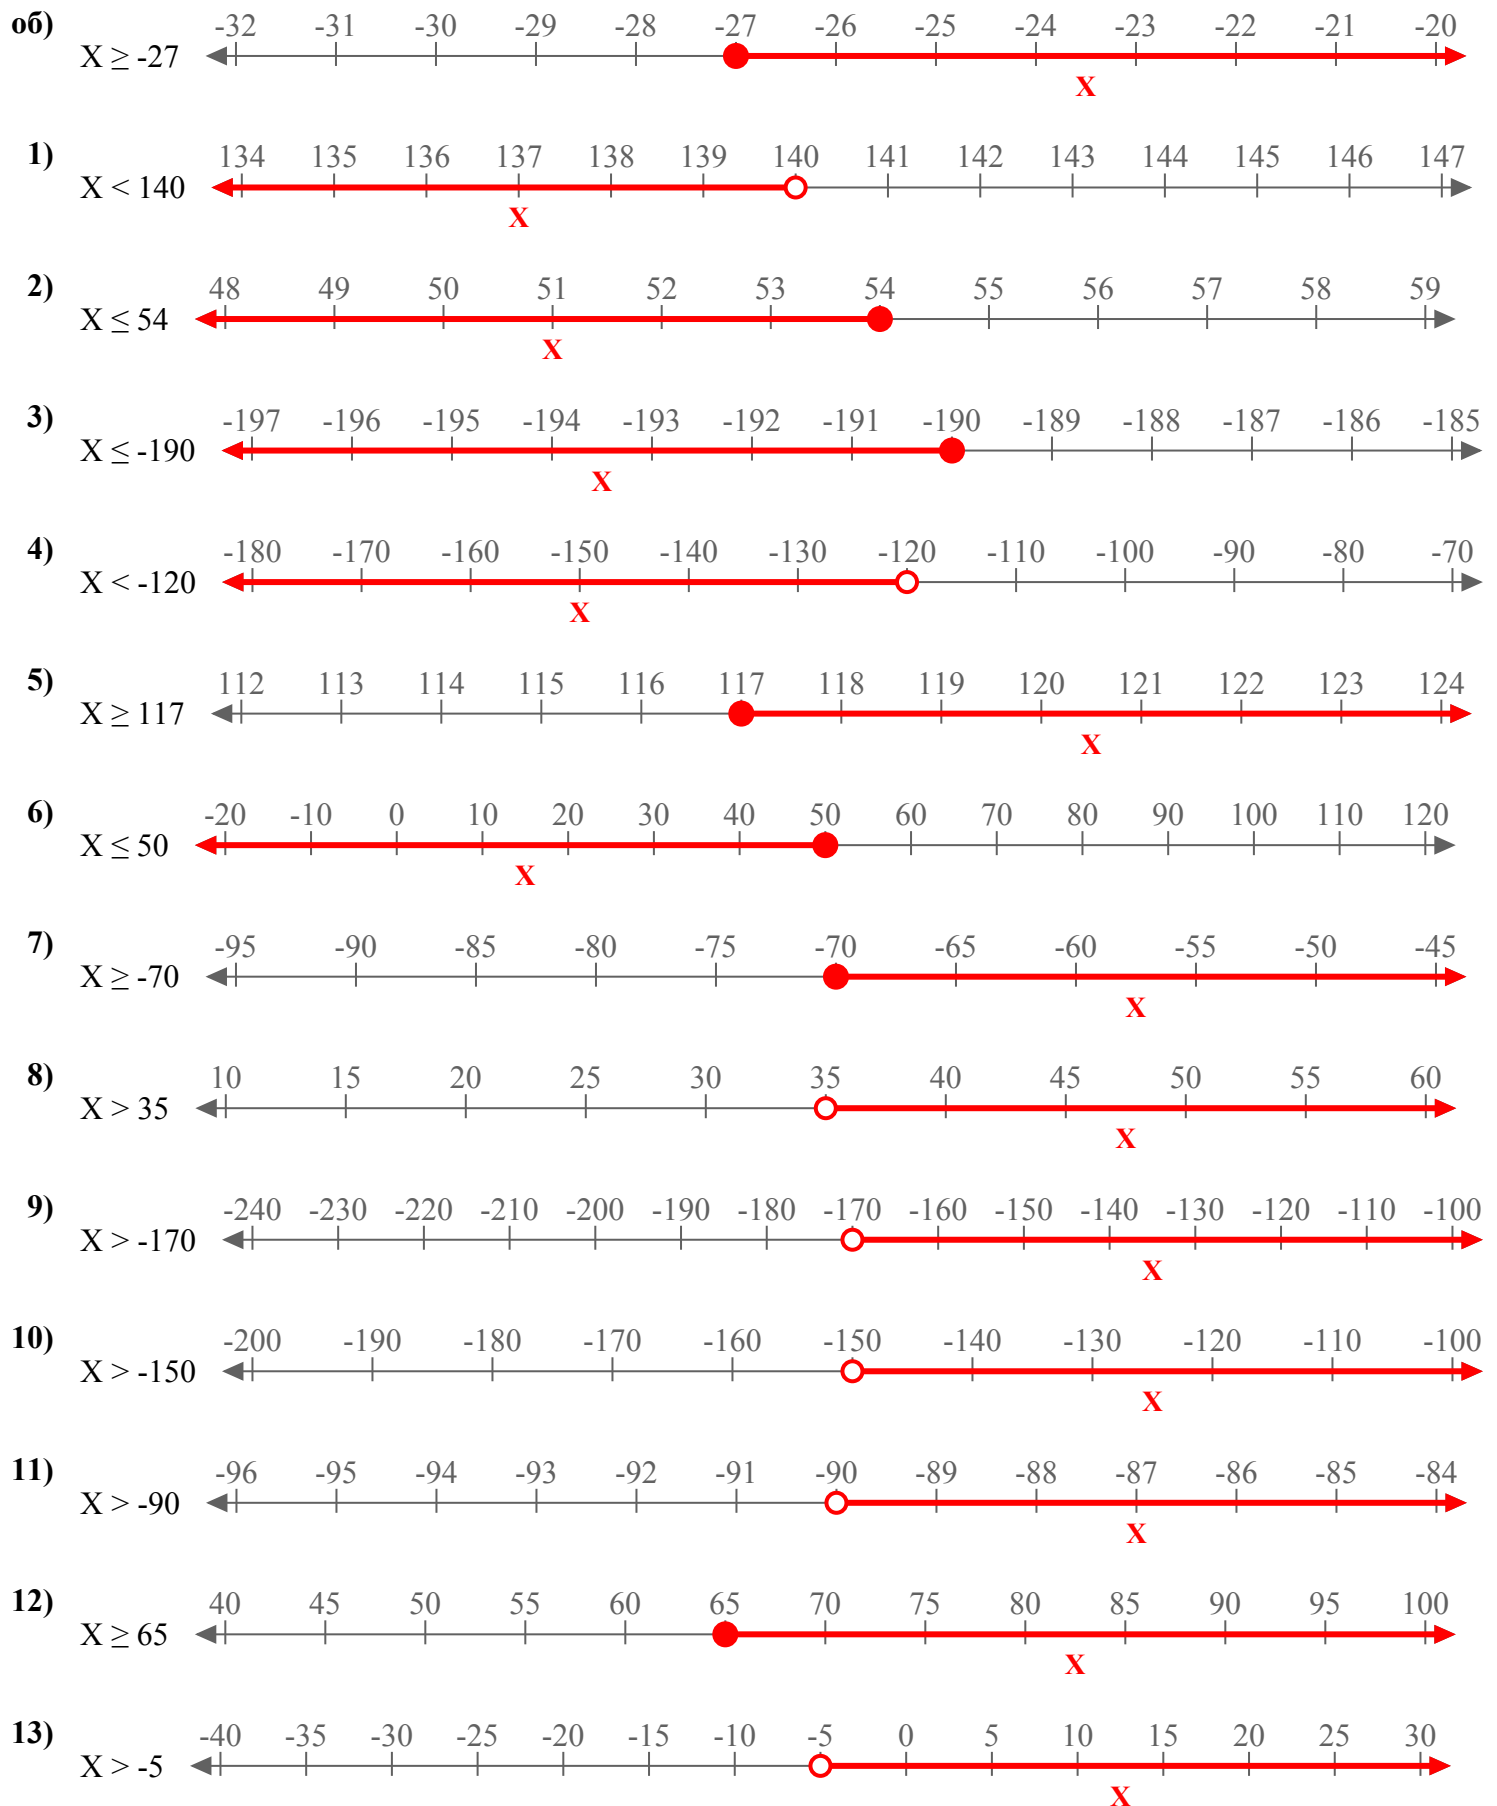 об) -32 -31 -30 -29 -28 -27 -26 -25 -24 -23 -22 -21 -20
X ≥ -27
X
1) 134 135 136 137 138 139 140 141 142 143 144 145 146 147
X < 140
X
2) 48 49 50 51 52 53 54 55 56 57 58 59
X ≤ 54
X
3) -197 -196 -195 -194 -193 -192 -191 -190 -189 -188 -187 -186 -185
X ≤ -190
X
4) -180 -170 -160 -150 -140 -130 -120 -110 -100 -90 -80 -70
X < -120
X
5) 112 113 114 115 116 117 118 119 120 121 122 123 124
X ≥ 117
X
6) -20 -10 0 10 20 30 40 50 60 70 80 90 100 110 120
X ≤ 50
X
7) -95 -90 -85 -80 -75 -70 -65 -60 -55 -50 -45
X ≥ -70
X
8) 10 15 20 25 30 35 40 45 50 55 60
X > 35
X
9) -240 -230 -220 -210 -200 -190 -180 -170 -160 -150 -140 -130 -120 -110 -100
X > -170
X
10) -200 -190 -180 -170 -160 -150 -140 -130 -120 -110 -100
X > -150
X
11) -96 -95 -94 -93 -92 -91 -90 -89 -88 -87 -86 -85 -84
X > -90
X
12) 40 45 50 55 60 65 70 75 80 85 90 95 100
X ≥ 65
X
13) -40 -35 -30 -25 -20 -15 -10 -5 0 5 10 15 20 25 30
X > -5
X